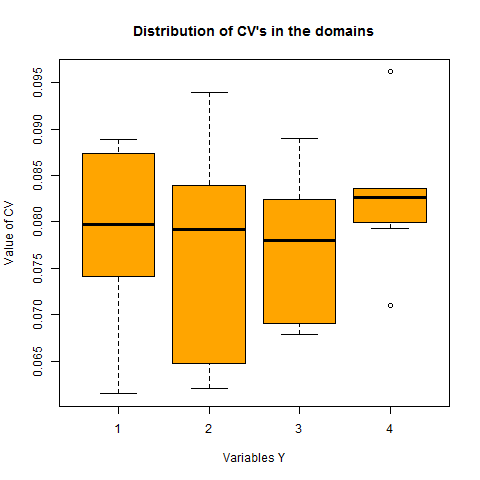 Distribution of CV's in the domains
Value of CV
0.095
0.090
0.085
0.080
0.075
0.070
0.065
1 2 3 4
Variables Y